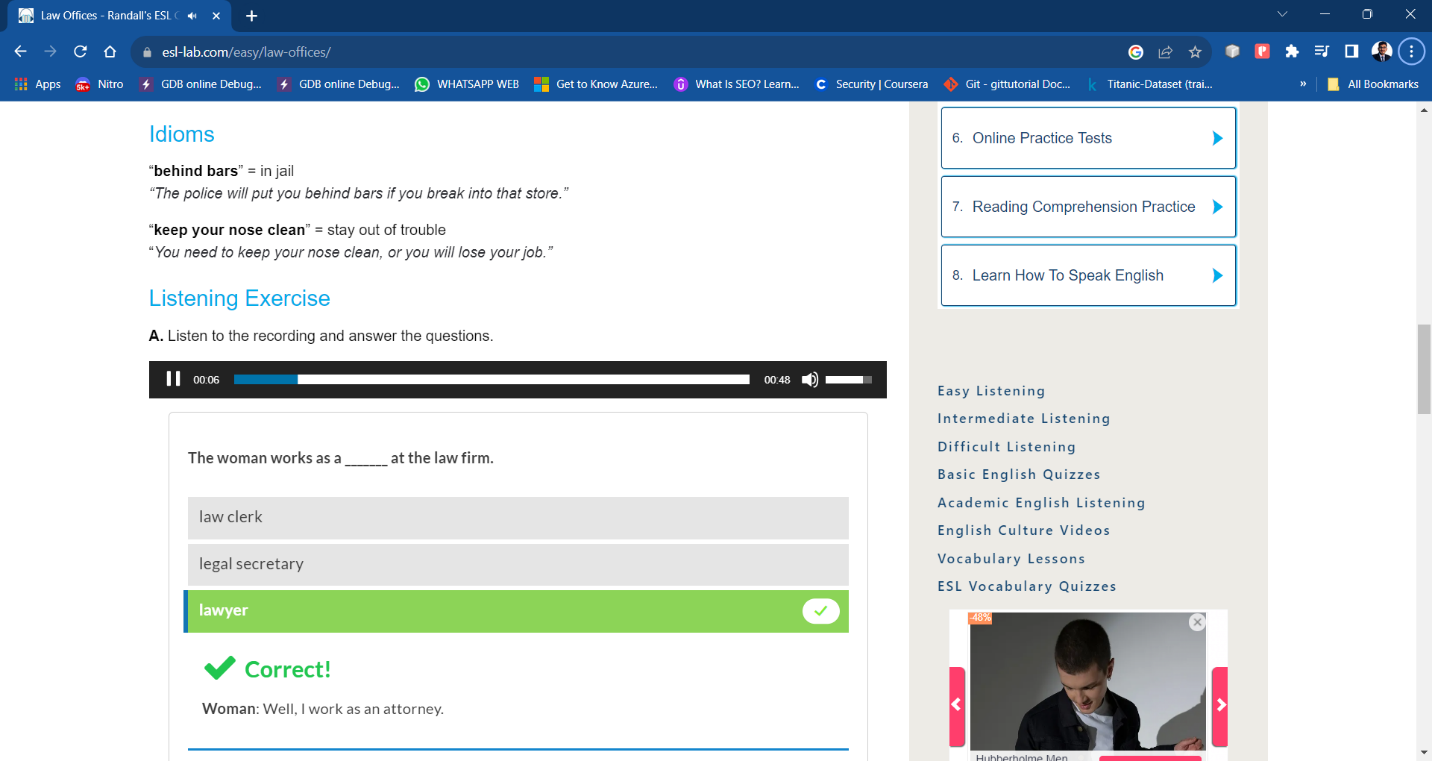 Law Offices - Randall's ESL
esl-lab.com/easy/law-offices/
Apps
5k+
Nitro
GDB online Debug...
GDB online Debug...
WHATSAPP WEB
Get to Know Azure...
What Is SEO? Learn...
Security | Coursera
Git - gittutorial Doc...
Titanic-Dataset (trai...
»
All Bookmarks
Idioms
“behind bars” = in jail
“The police will put you behind bars if you break into that store.”
“keep your nose clean” = stay out of trouble
“You need to keep your nose clean, or you will lose your job.”
Listening Exercise
A. Listen to the recording and answer the questions.
00:06
00:48
The woman works as a _______ at the law firm.
law clerk
legal secretary
lawyer
Correct!
Woman: Well, I work as an attorney.
6. Online Practice Tests
7. Reading Comprehension Practice
8. Learn How To Speak English
Easy Listening
Intermediate Listening
Difficult Listening
Basic English Quizzes
Academic English Listening
English Culture Videos
Vocabulary Lessons
ESL Vocabulary Quizzes
-48%
Hubberholme Men